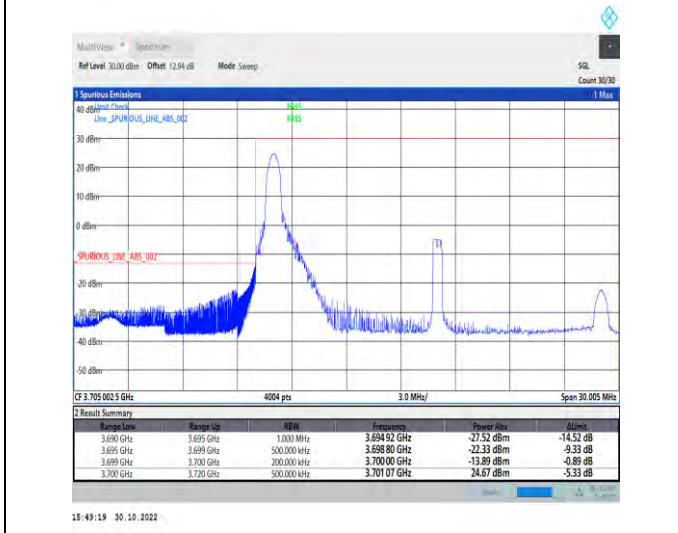 MultiView Spectrum
Ref Level 30.00 dBm Offset 12.94 dB Mode Sweep SGL
Count 30/30
1 Spurious Emissions 1 Max
40 dBm Limit Check PASS
Line _SPURIOUS_LINE_ABS_002 PASS
30 dBm
20 dBm
10 dBm
0 dBm
_SPURIOUS_LINE_ABS_002
-20 dBm
-30 dBm
-40 dBm
-50 dBm
CF 3.705 002 5 GHz 4004 pts 3.0 MHz/ Span 30.005 MHz
2 Result Summary
Range Low Range Up RBW Frequency Power Abs ΔLimit
3.690 GHz 3.695 GHz 1.000 MHz 3.694 92 GHz -27.52 dBm -14.52 dB
3.695 GHz 3.699 GHz 500.000 kHz 3.698 80 GHz -22.33 dBm -9.33 dB
3.699 GHz 3.700 GHz 200.000 kHz 3.700 00 GHz -13.89 dBm -0.89 dB
3.700 GHz 3.720 GHz 500.000 kHz 3.701 07 GHz 24.67 dBm -5.33 dB
15:49:19 30.10.2022